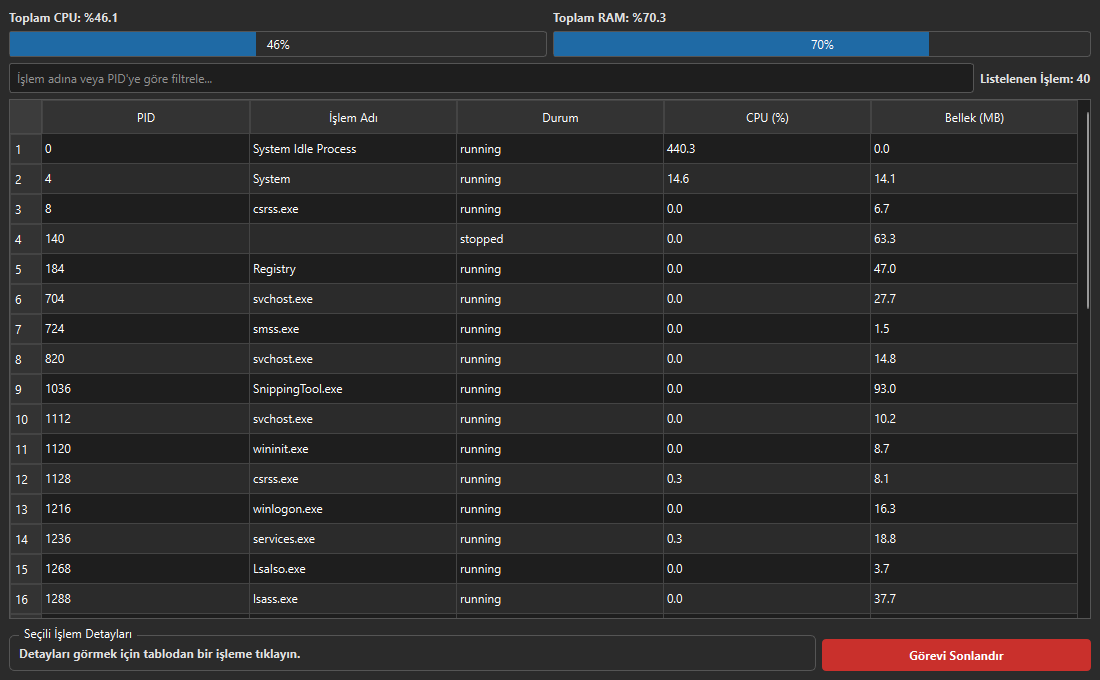 Toplam CPU: %46.1 Toplam RAM: %70.3
46% 70%
İşlem adına veya PID'ye göre filtrele... Listelenen İşlem: 40
PID İşlem Adı Durum CPU (%) Bellek (MB)
1 0 System Idle Process running 440.3 0.0
2 4 System running 14.6 14.1
3 8 csrss.exe running 0.0 6.7
4 140 stopped 0.0 63.3
5 184 Registry running 0.0 47.0
6 704 svchost.exe running 0.0 27.7
7 724 smss.exe running 0.0 1.5
8 820 svchost.exe running 0.0 14.8
9 1036 SnippingTool.exe running 0.0 93.0
10 1112 svchost.exe running 0.0 10.2
11 1120 wininit.exe running 0.0 8.7
12 1128 csrss.exe running 0.3 8.1
13 1216 winlogon.exe running 0.0 16.3
14 1236 services.exe running 0.3 18.8
15 1268 LsaIso.exe running 0.0 3.7
16 1288 lsass.exe running 0.0 37.7
Seçili İşlem Detayları
Detayları görmek için tablodan bir işleme tıklayın. Görevi Sonlandır